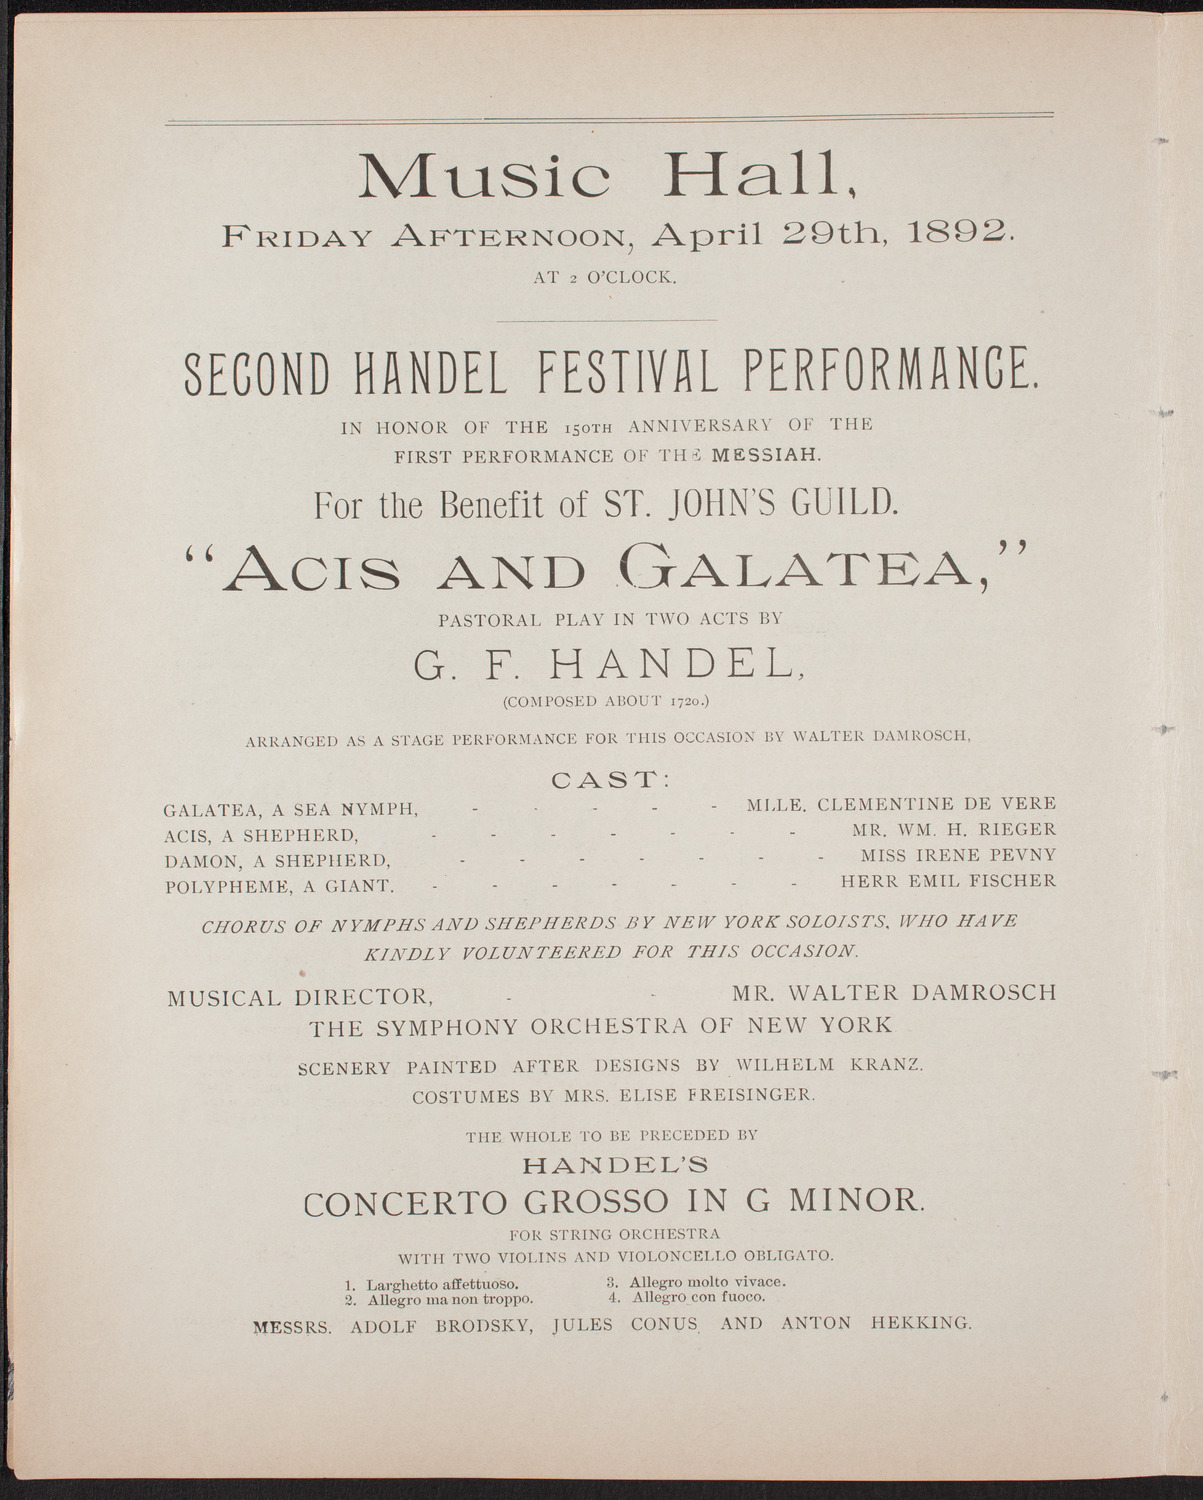 Music Hall,
Friday Afternoon, April 29th, 1892.
AT 2 O'CLOCK.
SECOND HANDEL FESTIVAL PERFORMANCE.
IN HONOR OF THE 150TH ANNIVERSARY OF THE
FIRST PERFORMANCE OF THE MESSIAH.
For the Benefit of ST. JOHN'S GUILD.
"ACIS AND GALATEA,"
PASTORAL PLAY IN TWO ACTS BY
G. F. HANDEL,
(COMPOSED ABOUT 1720.)
ARRANGED AS A STAGE PERFORMANCE FOR THIS OCCASION BY WALTER DAMROSCH,
CAST:
GALATEA, A SEA NYMPH, - - - - - MLLE. CLEMENTINE DE VERE
ACIS, A SHEPHERD, - - - - - - - MR. WM. H. RIEGER
DAMON, A SHEPHERD, - - - - - - - MISS IRENE PEVNY
POLYPHEME, A GIANT. - - - - - - - HERR EMIL FISCHER
CHORUS OF NYMPHS AND SHEPHERDS BY NEW YORK SOLOISTS, WHO HAVE
KINDLY VOLUNTEERED FOR THIS OCCASION.
MUSICAL DIRECTOR, - - MR. WALTER DAMROSCH
THE SYMPHONY ORCHESTRA OF NEW YORK
SCENERY PAINTED AFTER DESIGNS BY WILHELM KRANZ.
COSTUMES BY MRS. ELISE FREISINGER.
THE WHOLE TO BE PRECEDED BY
HANDEL'S
CONCERTO GROSSO IN G MINOR.
FOR STRING ORCHESTRA
WITH TWO VIOLINS AND VIOLONCELLO OBLIGATO.
1. Larghetto affettuoso. 3. Allegro molto vivace.
2. Allegro ma non troppo. 4. Allegro con fuoco.
MESSRS. ADOLF BRODSKY, JULES CONUS, AND ANTON HEKKING.